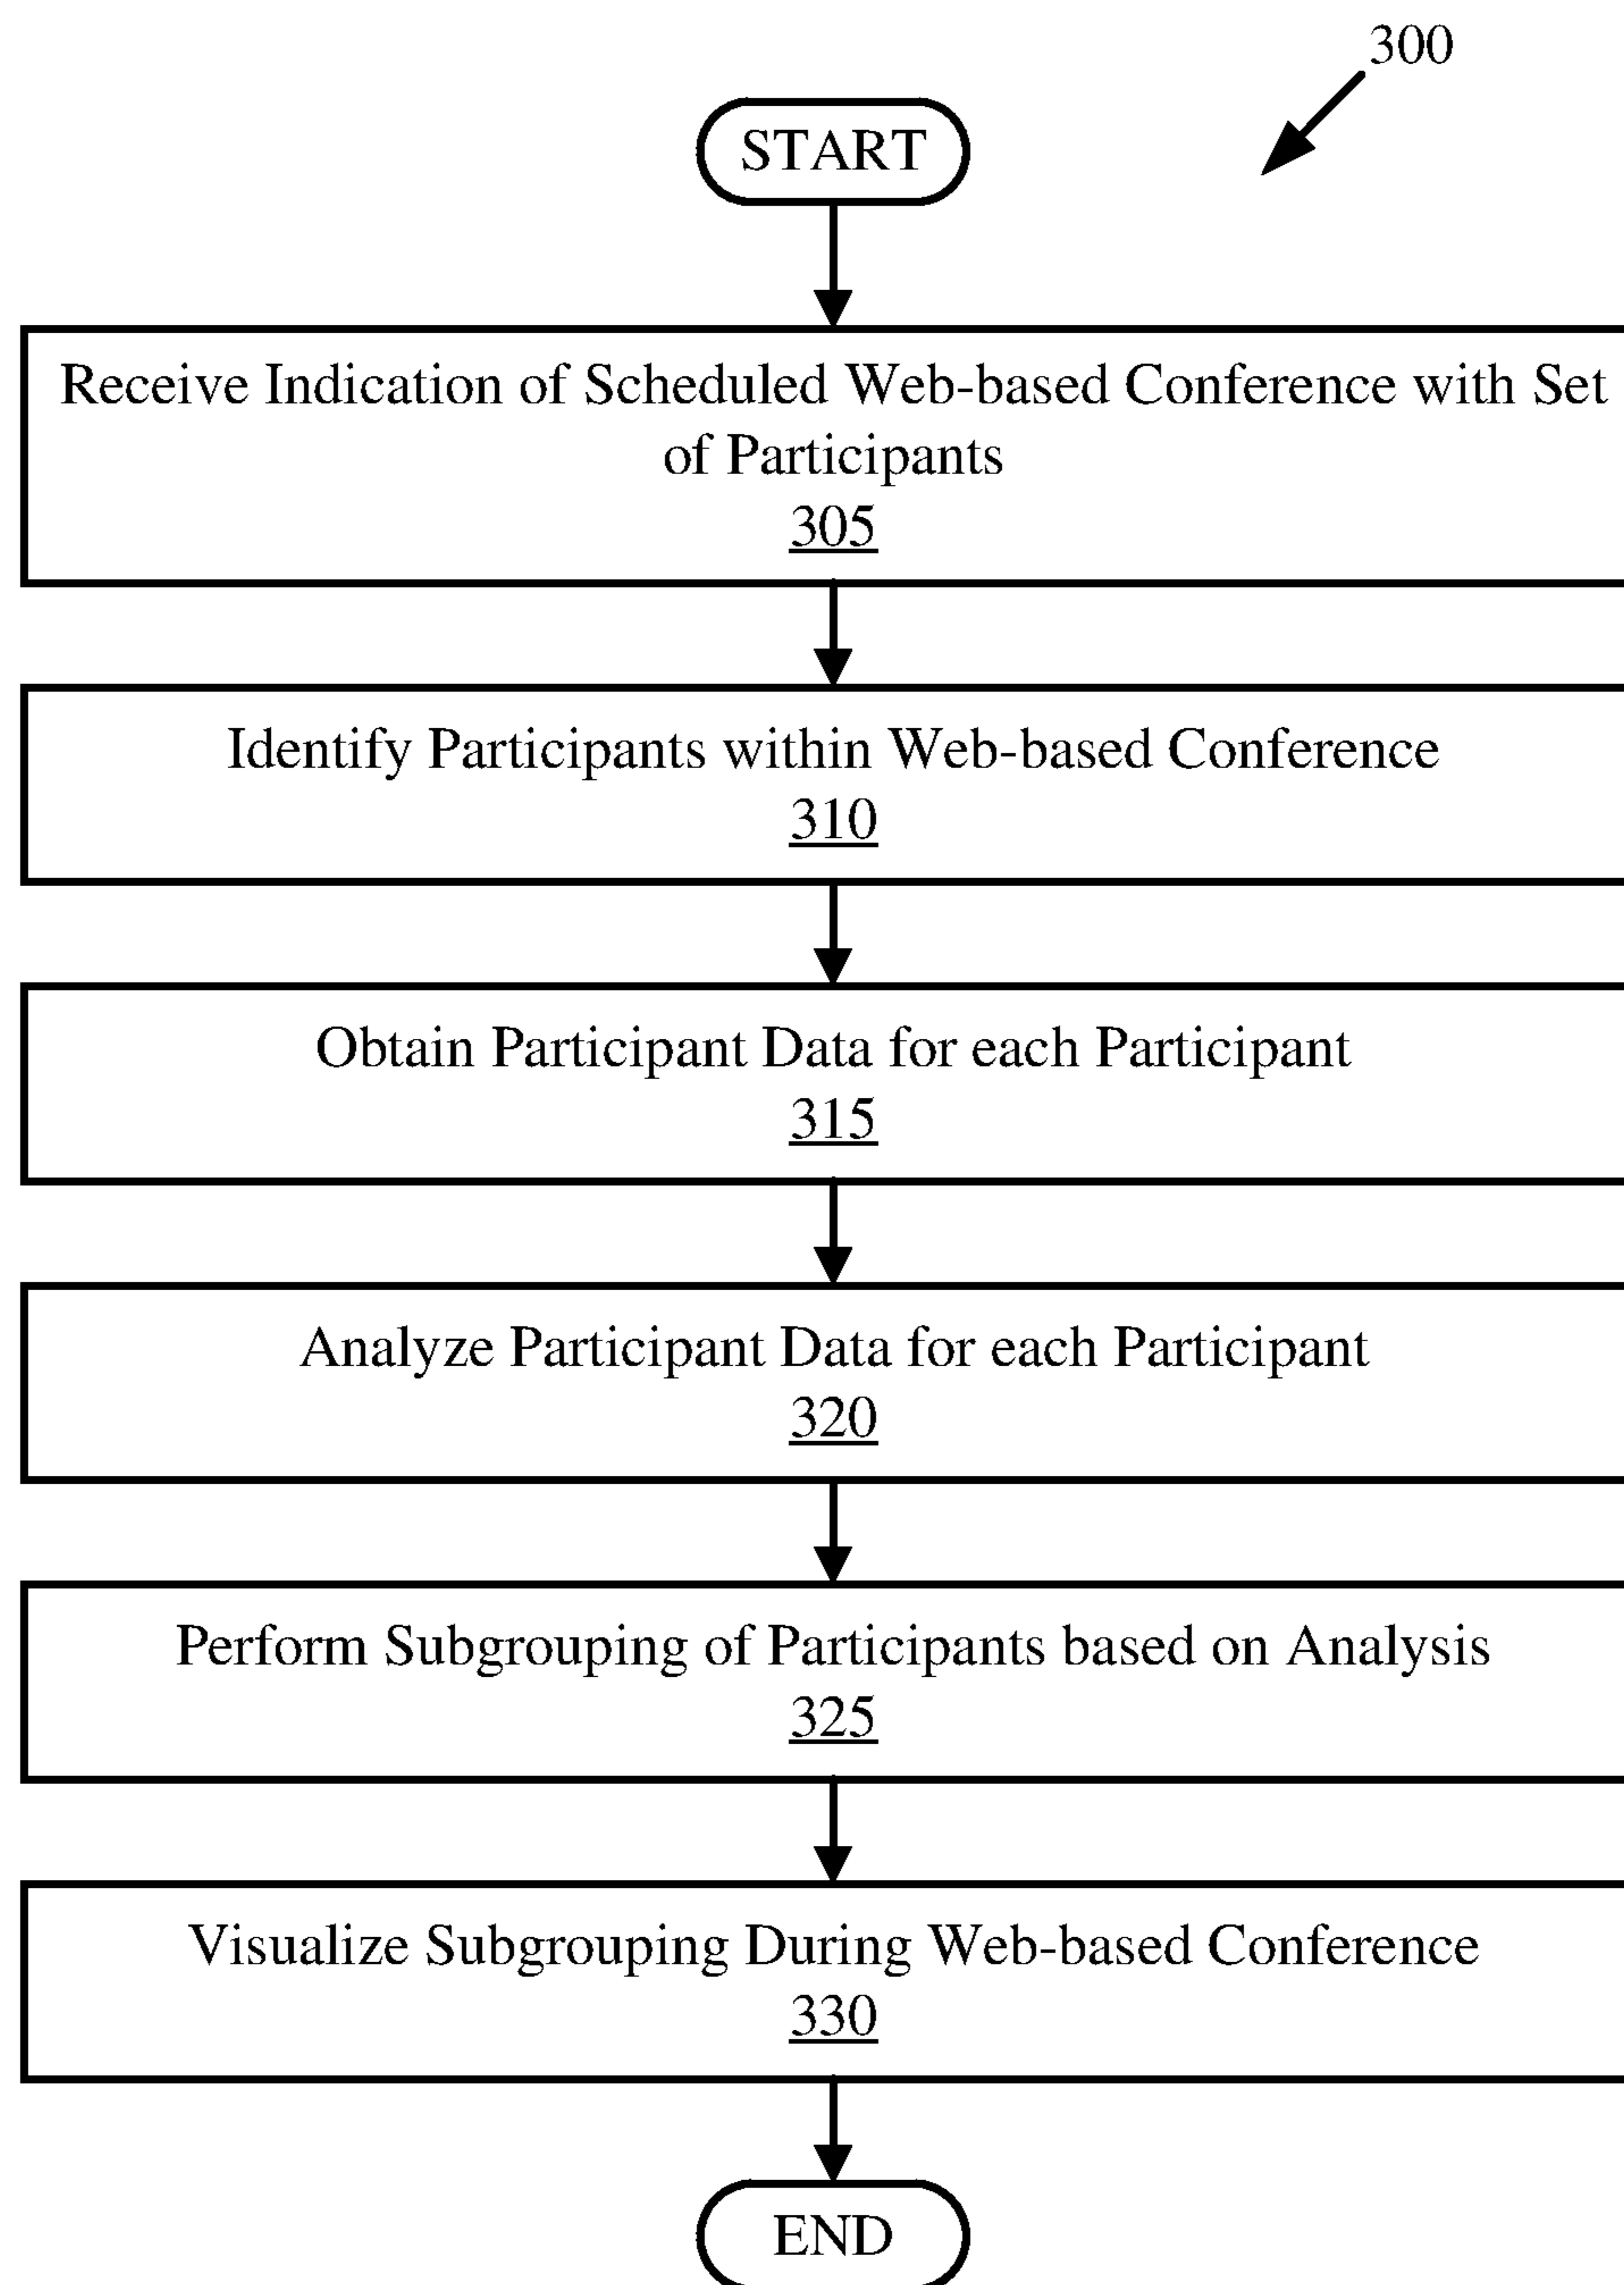 300
START
Receive Indication of Scheduled Web-based Conference with Set
of Participants
305
Identify Participants within Web-based Conference
310
Obtain Participant Data for each Participant
315
Analyze Participant Data for each Participant
320
Perform Subgrouping of Participants based on Analysis
325
Visualize Subgrouping During Web-based Conference
330
END